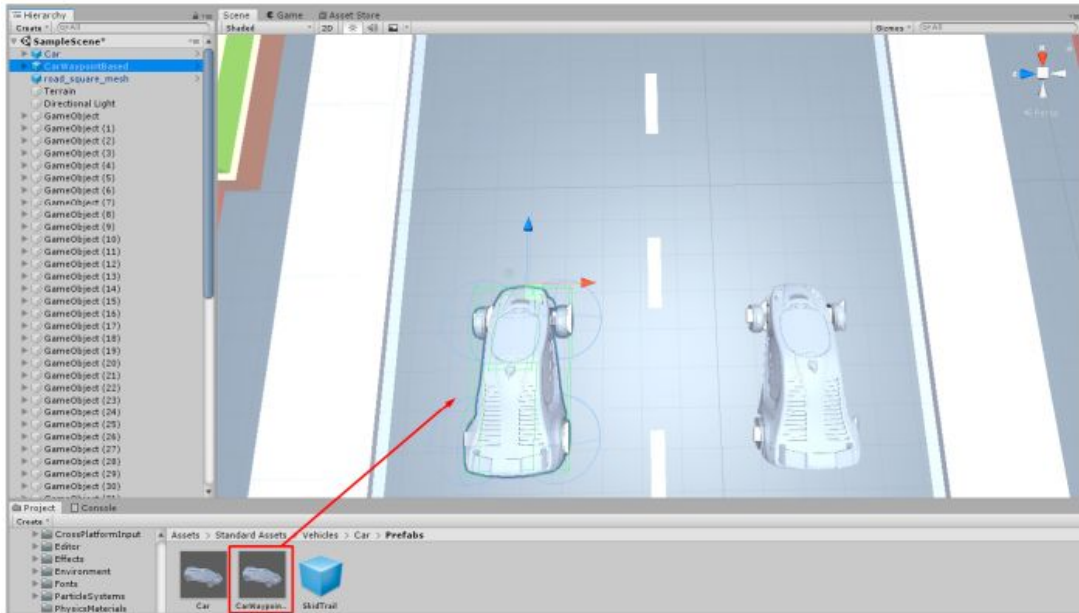 Hierarchy
Create
All
SampleScene*
Car
CarWaypointBased
road_square_mesh
Terrain
Directional Light
GameObject
GameObject (1)
GameObject (2)
GameObject (3)
GameObject (4)
GameObject (5)
GameObject (6)
GameObject (7)
GameObject (8)
GameObject (9)
GameObject (10)
GameObject (11)
GameObject (12)
GameObject (13)
GameObject (14)
GameObject (15)
GameObject (16)
GameObject (17)
GameObject (18)
GameObject (19)
GameObject (20)
GameObject (21)
GameObject (22)
GameObject (23)
GameObject (24)
GameObject (25)
GameObject (26)
GameObject (27)
GameObject (28)
GameObject (29)
GameObject (30)
Scene Game Asset Store
Shaded 2D Gizmos All
Persp
Project Console
Create
CrossPlatformInput
Editor
Effects
Environment
Fonts
ParticleSystems
PhysicsMaterials
Assets > Standard Assets > Vehicles > Car > Prefabs
Car CarWaypoin... SkidTrail